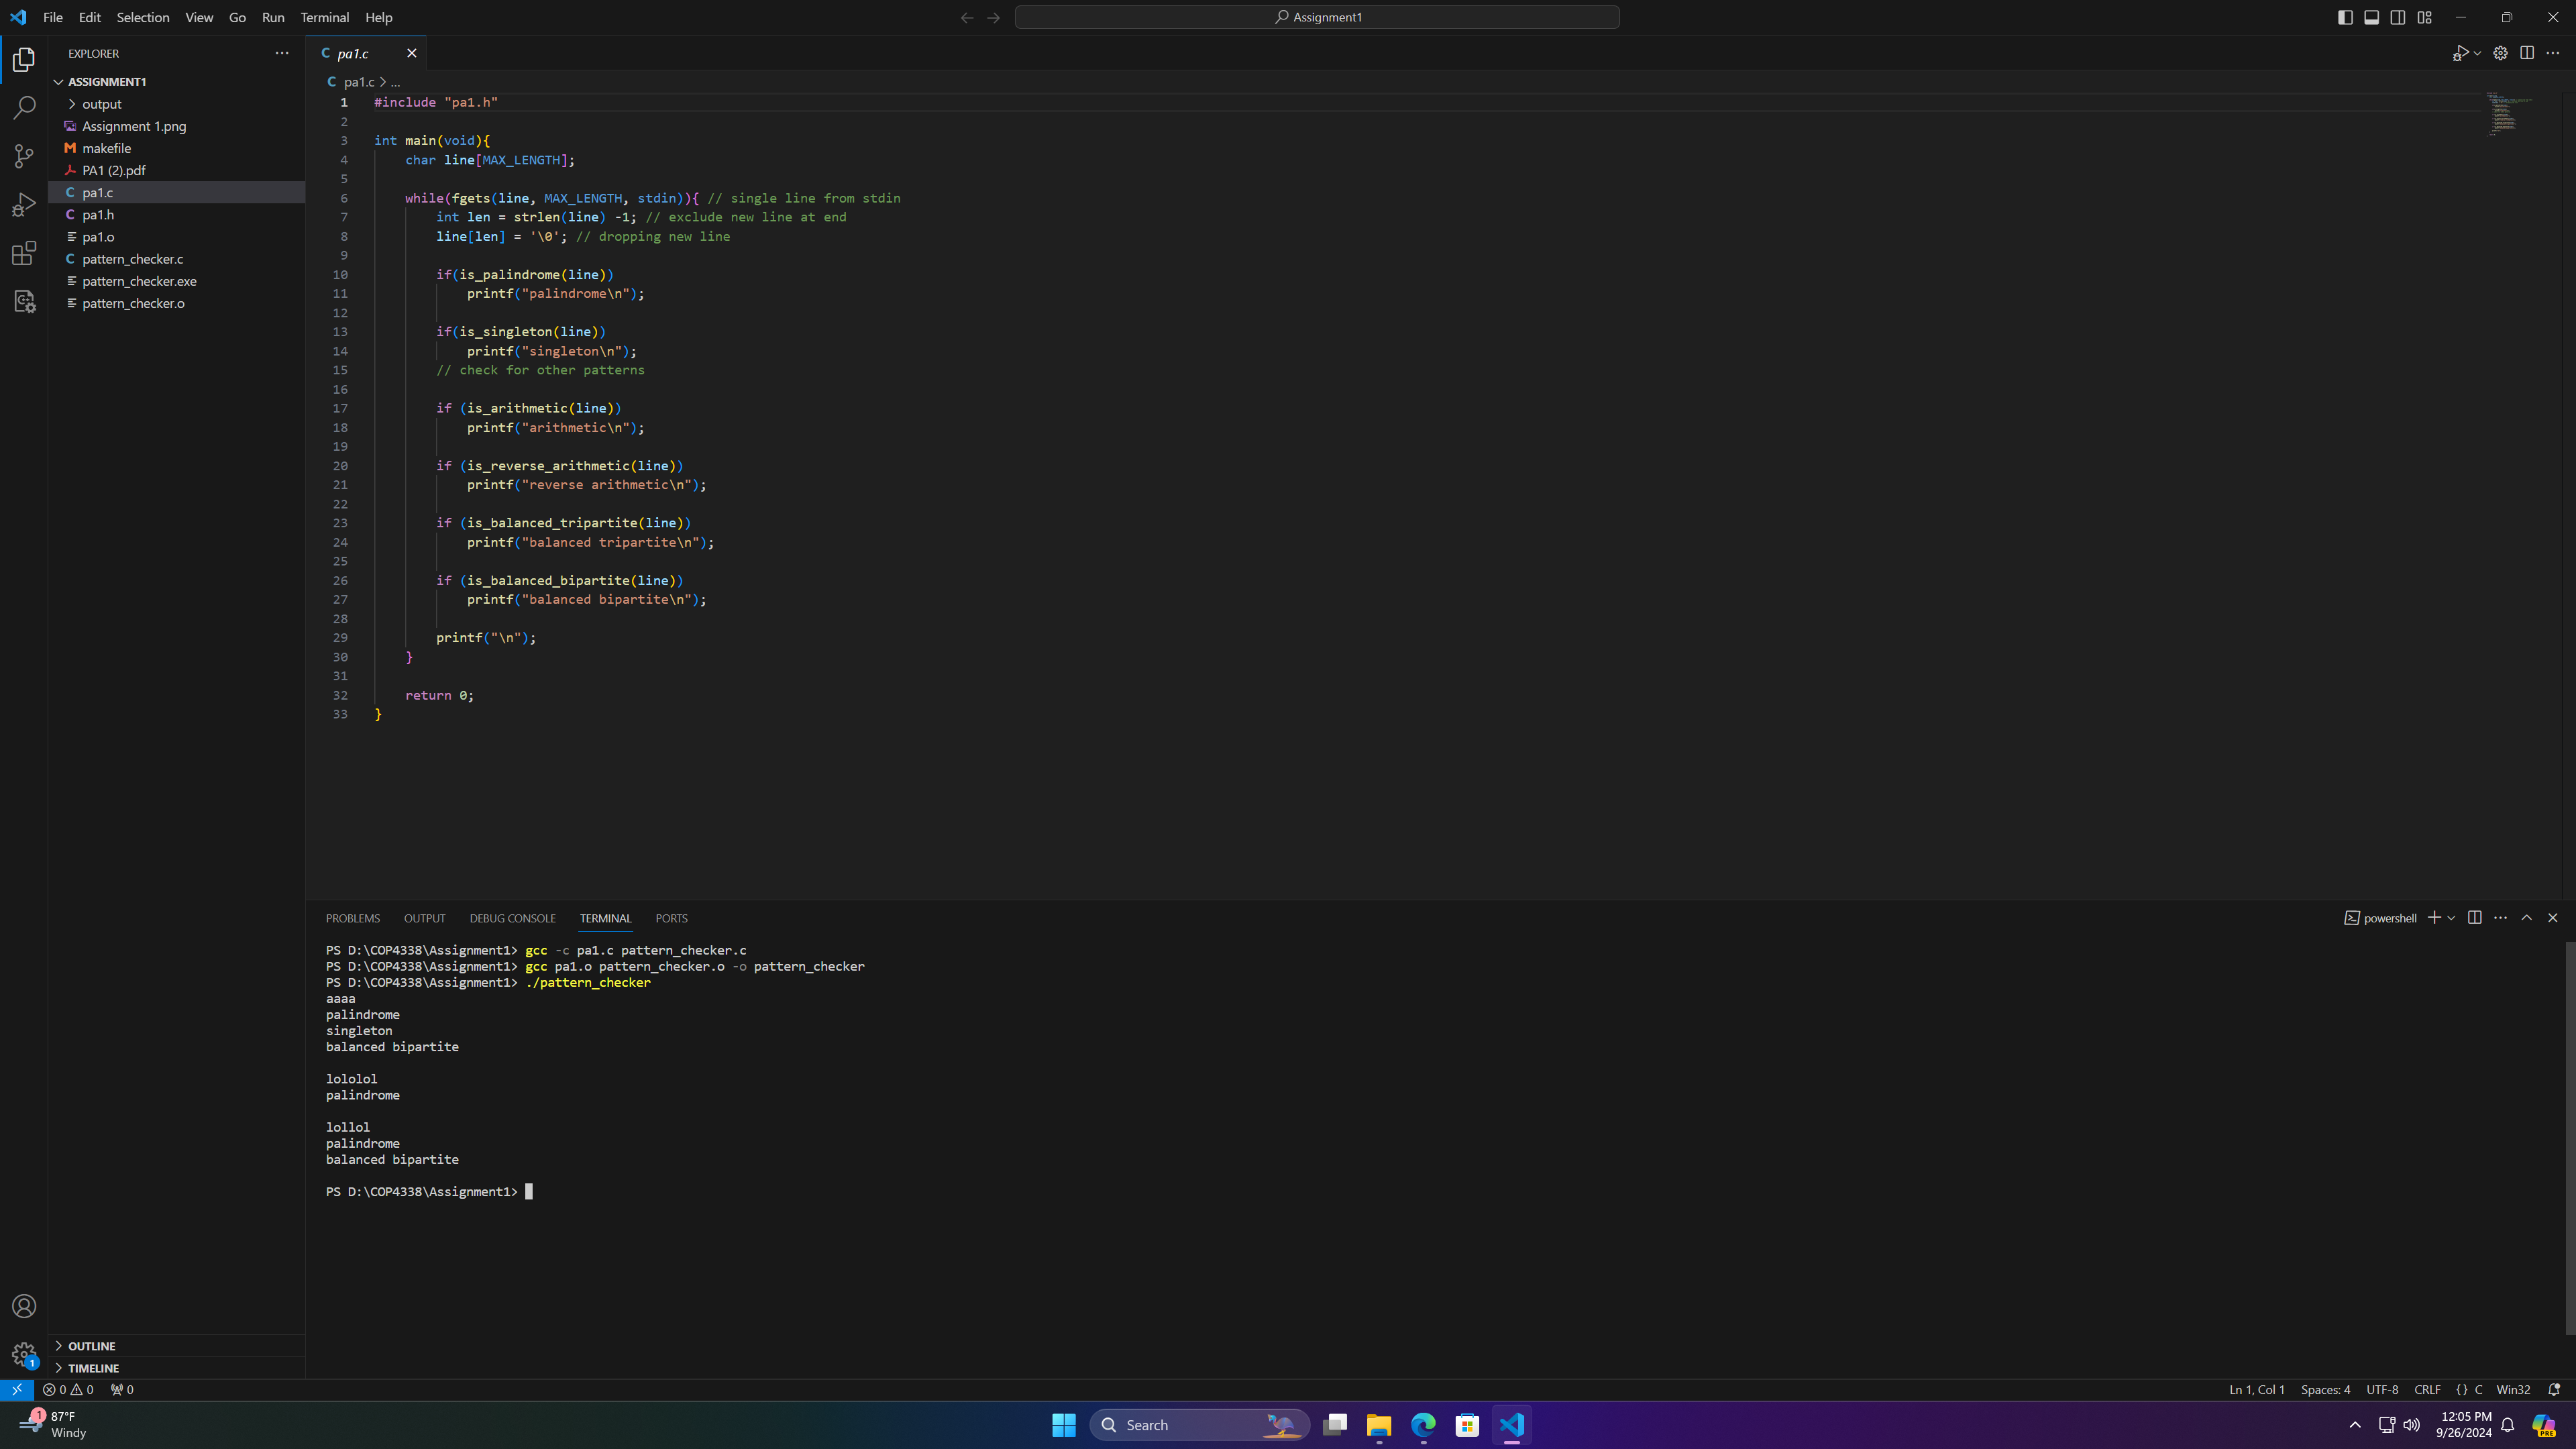 File Edit Selection View Go Run Terminal Help
Assignment1
EXPLORER
ASSIGNMENT1
output
Assignment 1.png
makefile
PA1 (2).pdf
pa1.c
pa1.h
pa1.o
pattern_checker.c
pattern_checker.exe
pattern_checker.o
OUTLINE
TIMELINE
C pa1.c
C pa1.c > ...
1 #include "pa1.h"
2
3 int main(void){
4 char line[MAX_LENGTH];
5
6 while(fgets(line, MAX_LENGTH, stdin)){ // single line from stdin
7 int len = strlen(line) -1; // exclude new line at end
8 line[len] = '\0'; // dropping new line
9
10 if(is_palindrome(line))
11 printf("palindrome\n");
12
13 if(is_singleton(line))
14 printf("singleton\n");
15 // check for other patterns
16
17 if (is_arithmetic(line))
18 printf("arithmetic\n");
19
20 if (is_reverse_arithmetic(line))
21 printf("reverse arithmetic\n");
22
23 if (is_balanced_tripartite(line))
24 printf("balanced tripartite\n");
25
26 if (is_balanced_bipartite(line))
27 printf("balanced bipartite\n");
28
29 printf("\n");
30 }
31
32 return 0;
33 }
PROBLEMS OUTPUT DEBUG CONSOLE TERMINAL PORTS
powershell
PS D:\COP4338\Assignment1> gcc -c pa1.c pattern_checker.c
PS D:\COP4338\Assignment1> gcc pa1.o pattern_checker.o -o pattern_checker
PS D:\COP4338\Assignment1> ./pattern_checker
aaaa
palindrome
singleton
balanced bipartite
lololol
palindrome
lollol
palindrome
balanced bipartite
PS D:\COP4338\Assignment1>
1
0 0 0
Ln 1, Col 1 Spaces: 4 UTF-8 CRLF {} C Win32
1
87°F
Windy
Search
12:05 PM
9/26/2024
PRE